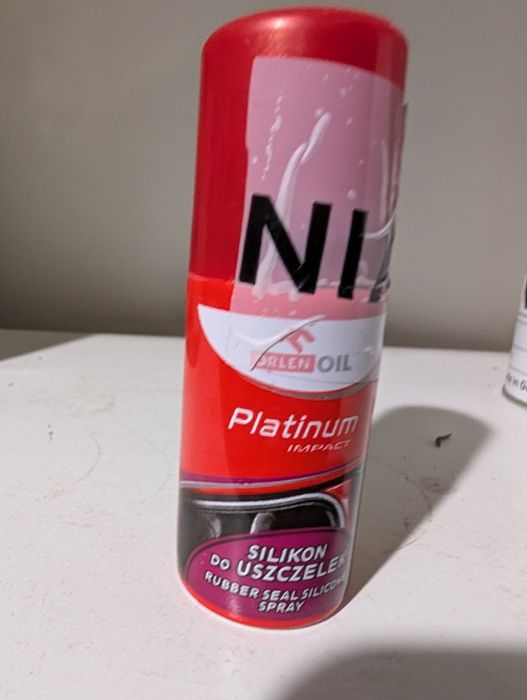 NI
ORLEN OIL
Platinum
IMPACT
SILIKON
DO USZCZELEK
RUBBER SEAL SILICONE
SPRAY